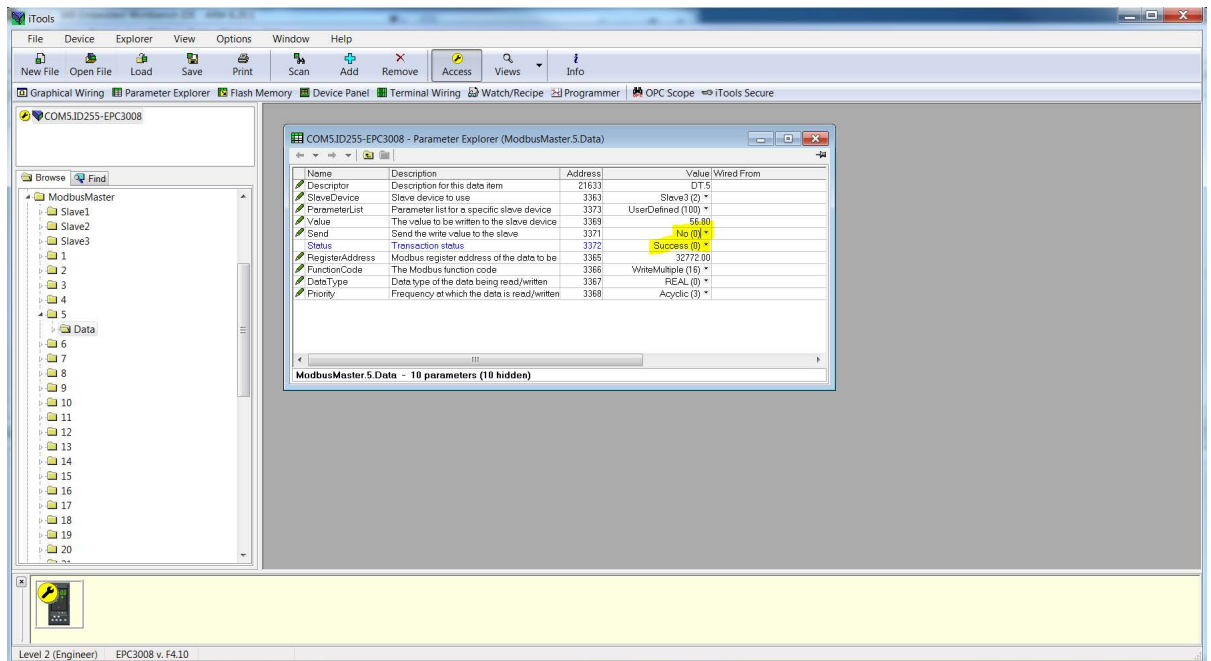 iTools
File Device Explorer View Options Window Help
New File Open File Load Save Print Scan Add Remove Access Views Info
Graphical Wiring Parameter Explorer Flash Memory Device Panel Terminal Wiring Watch/Recipe Programmer OPC Scope iTools Secure
COM5.ID255-EPC3008
Browse Find
ModbusMaster
Slave1
Slave2
Slave3
1
2
3
4
5
Data
6
7
8
9
10
11
12
13
14
15
16
17
18
19
20
COM5.ID255-EPC3008 - Parameter Explorer (ModbusMaster.5.Data)
Name Description Address Value Wired From
Descriptor Description for this data item 21633 DT.5
SlaveDevice Slave device to use 3363 Slave3 (2)
ParameterList Parameter list for a specific slave device 3373 UserDefined (100)
Value The value to be written to the slave device 3369 56.80
Send Send the write value to the slave 3371 No (0)
Status Transaction status 3372 Success (0)
RegisterAddress Modbus register address of the data to be 3365 32772.00
FunctionCode The Modbus function code 3366 WriteMultiple (16)
DataType Data type of the data being read/written 3367 REAL (0)
Priority Frequency at which the data is read/written 3368 Acyclic (3)
ModbusMaster.5.Data - 10 parameters (10 hidden)
Level 2 (Engineer) EPC3008 v. F4.10